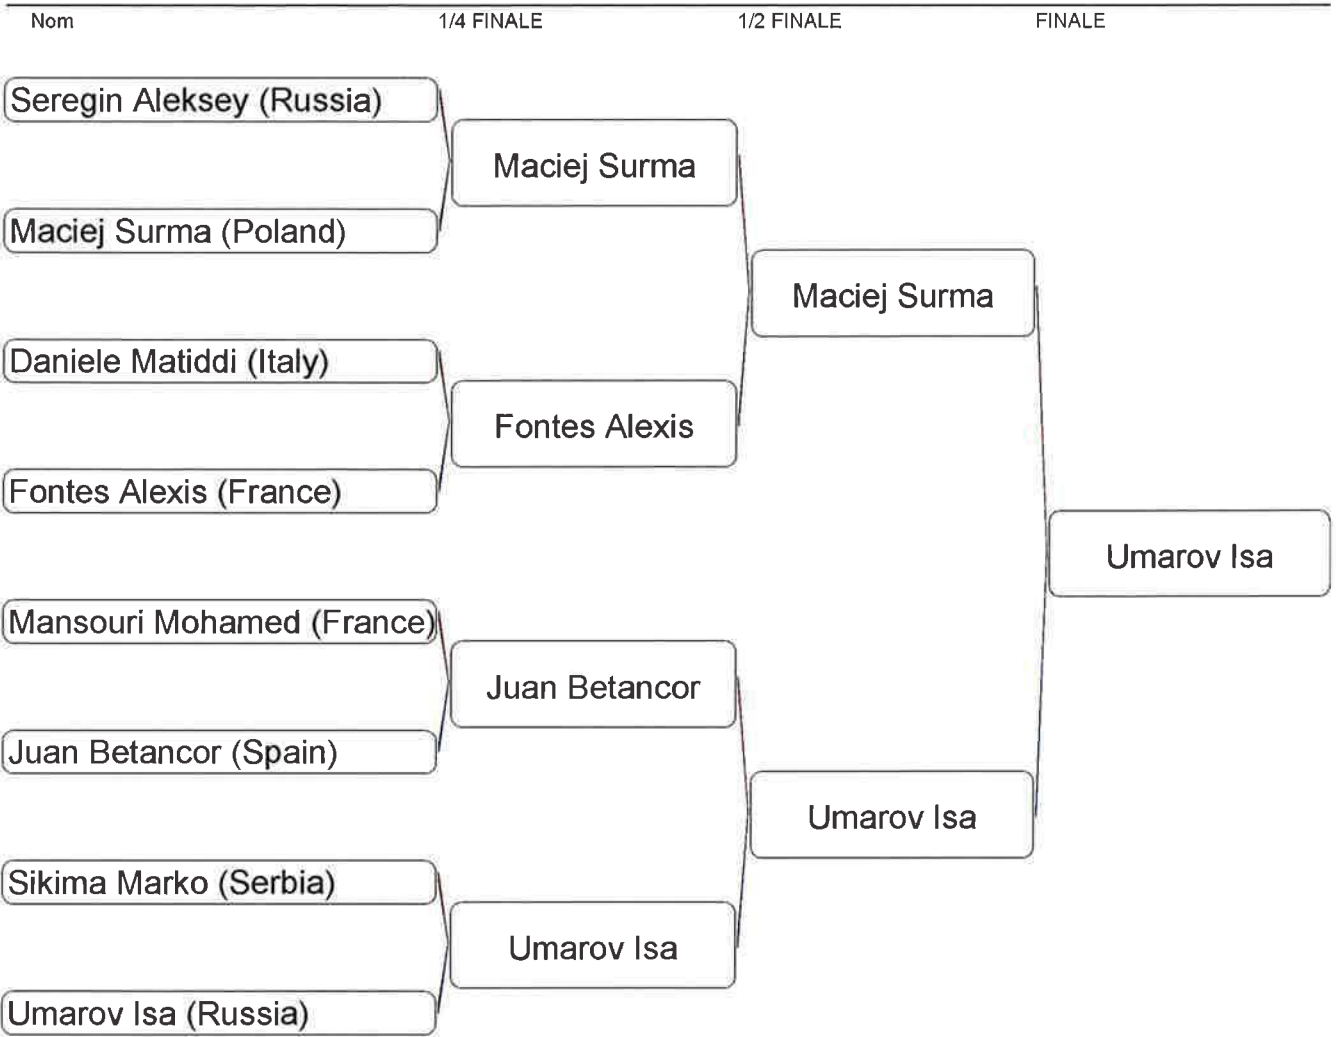 Nom 1/4 FINALE 1/2 FINALE FINALE
Seregin Aleksey (Russia)
Maciej Surma
Maciej Surma (Poland)
Maciej Surma
Daniele Matiddi (Italy)
Fontes Alexis
Fontes Alexis (France)
Umarov Isa
Mansouri Mohamed (France)
Juan Betancor
Juan Betancor (Spain)
Umarov Isa
Sikima Marko (Serbia)
Umarov Isa
Umarov Isa (Russia)